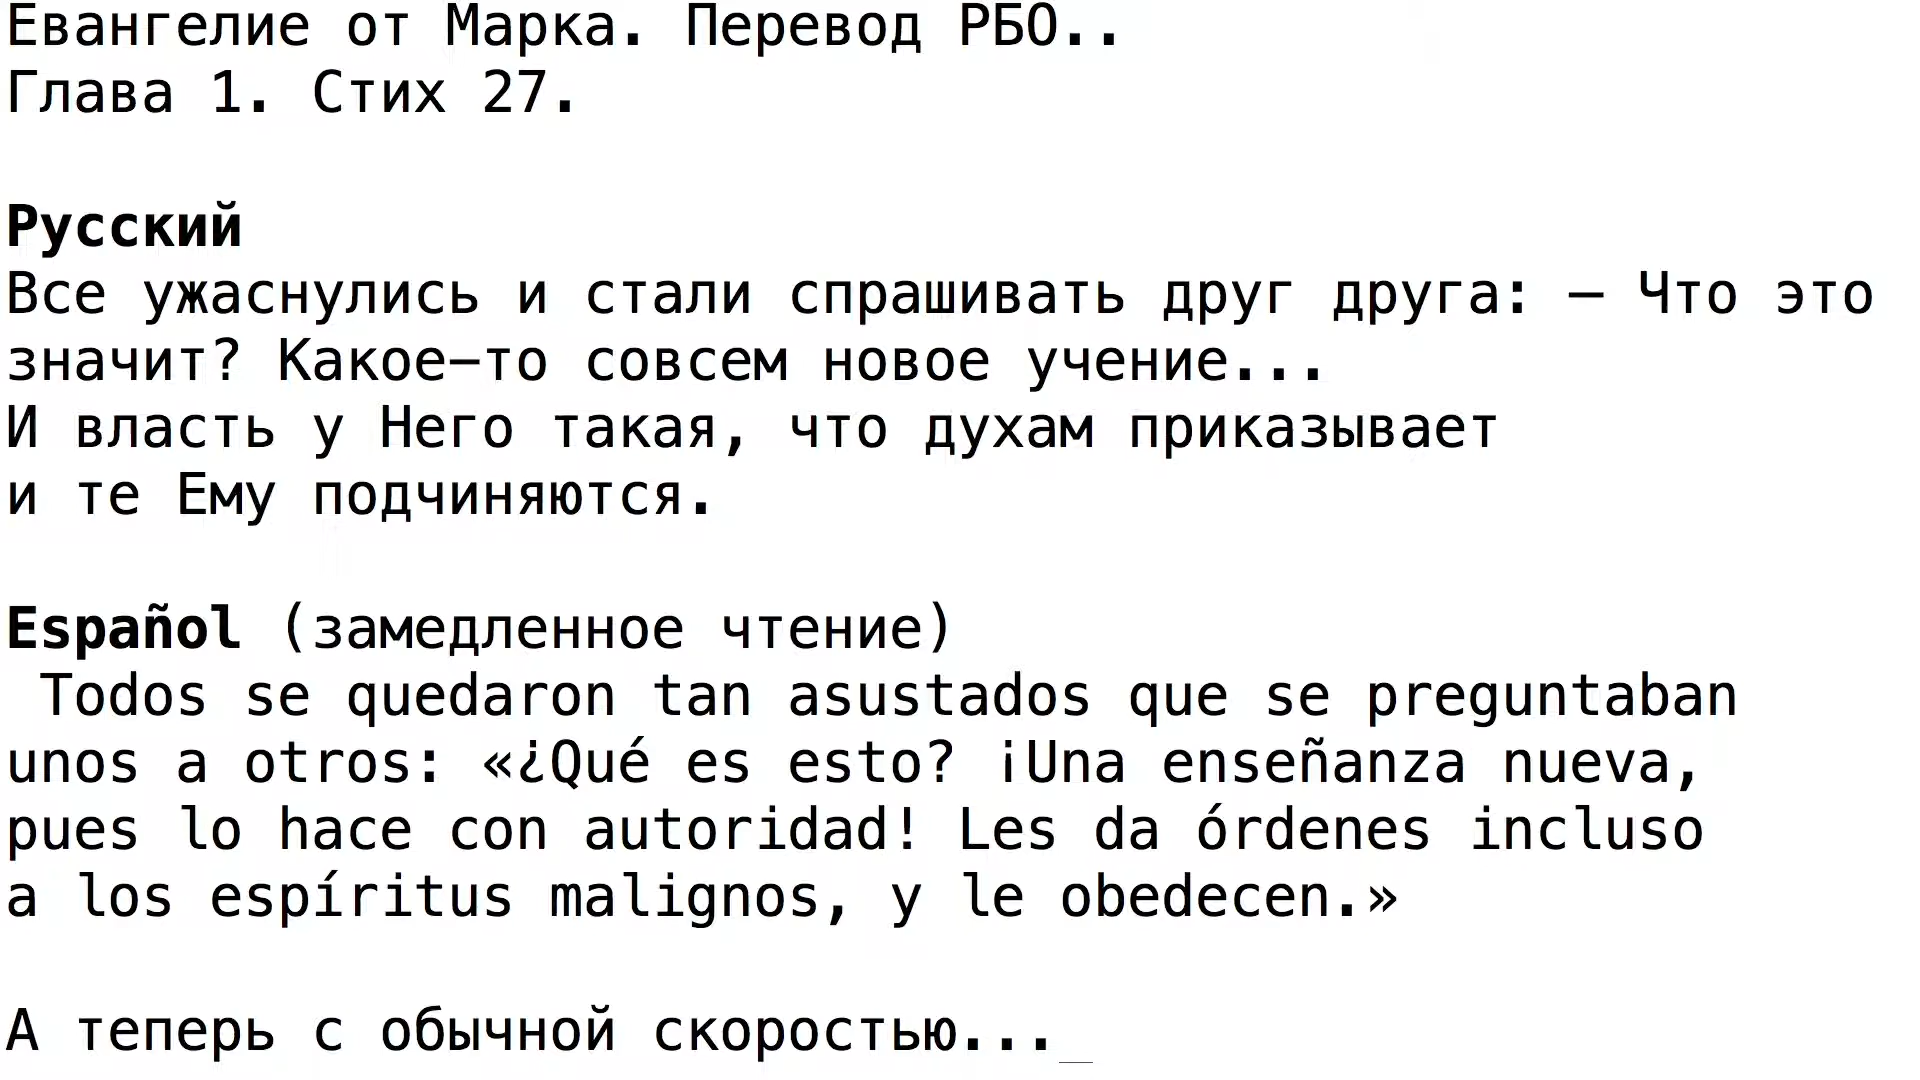 Евангелие от Марка. Перевод РБО..
Глава 1. Стих 27.
Русский
Все ужаснулись и стали спрашивать друг друга: – Что это
значит? Какое-то совсем новое учение...
И власть у Него такая, что духам приказывает
и те Ему подчиняются.
Español (замедленное чтение)
Todos se quedaron tan asustados que se preguntaban
unos a otros: «¿Qué es esto? ¡Una enseñanza nueva,
pues lo hace con autoridad! Les da órdenes incluso
a los espíritus malignos, y le obedecen.»
А теперь с обычной скоростью..._